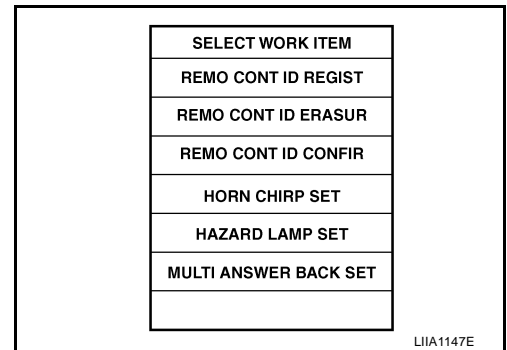 SELECT WORK ITEM
REMO CONT ID REGIST
REMO CONT ID ERASUR
REMO CONT ID CONFIR
HORN CHIRP SET
HAZARD LAMP SET
MULTI ANSWER BACK SET
LIIA1147E